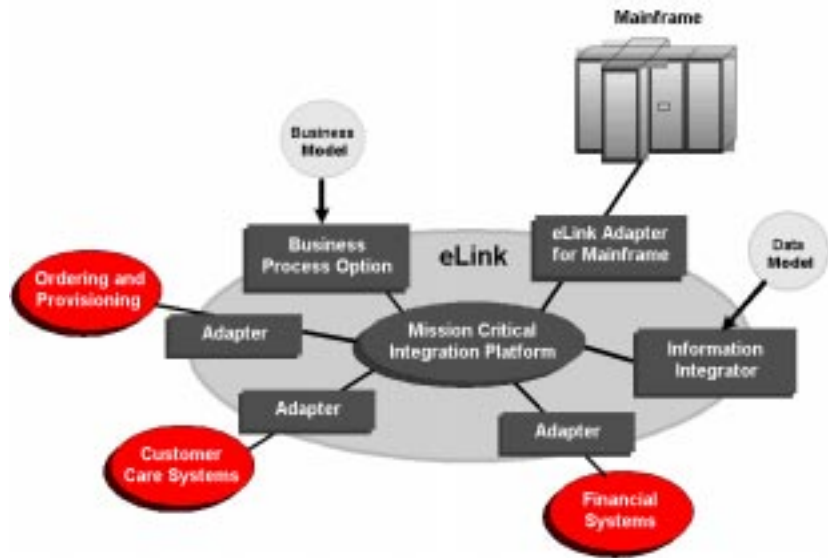 Mainframe
Business
Model
Business
Process Option
eLink
eLink Adapter
for Mainframe
Data
Model
Ordering and
Provisioning
Adapter
Mission Critical
Integration Platform
Information
Integrator
Adapter
Adapter
Customer
Care Systems
Financial
Systems